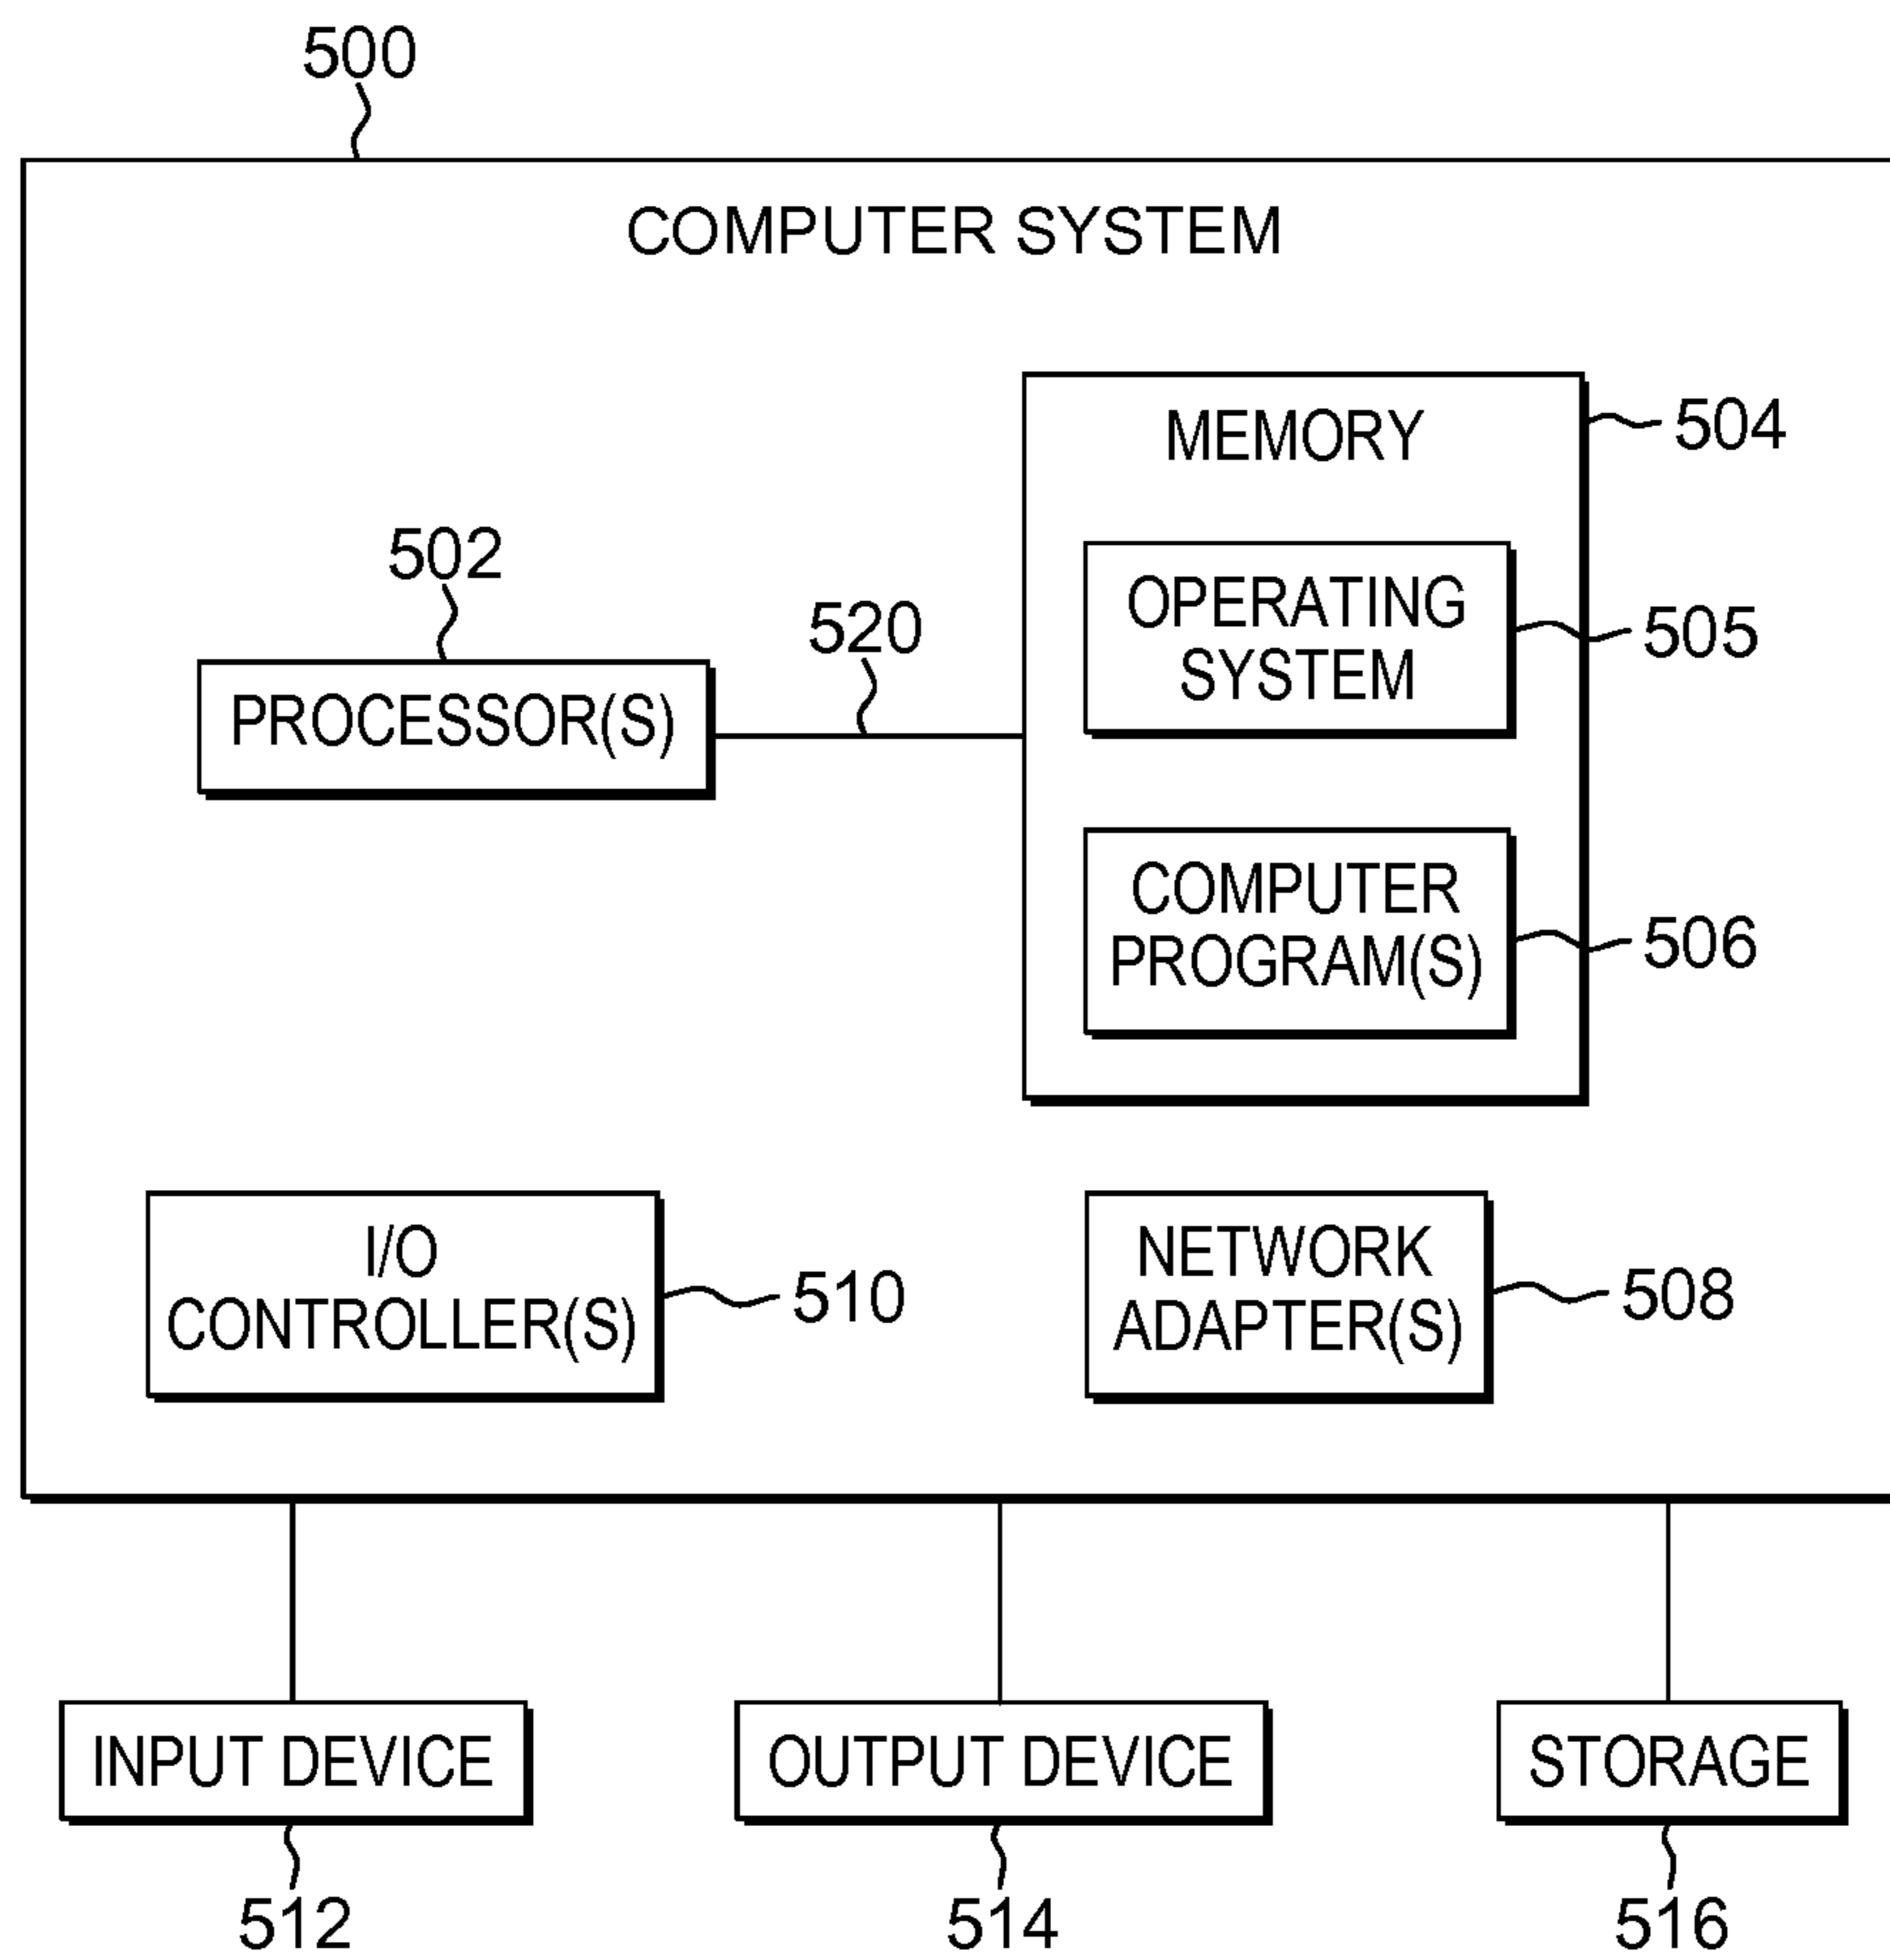 500
COMPUTER SYSTEM
MEMORY
504
502
OPERATING
SYSTEM
505
520
PROCESSOR(S)
COMPUTER
PROGRAM(S)
506
I/O
CONTROLLER(S)
510
NETWORK
ADAPTER(S)
508
INPUT DEVICE
OUTPUT DEVICE
STORAGE
512
514
516